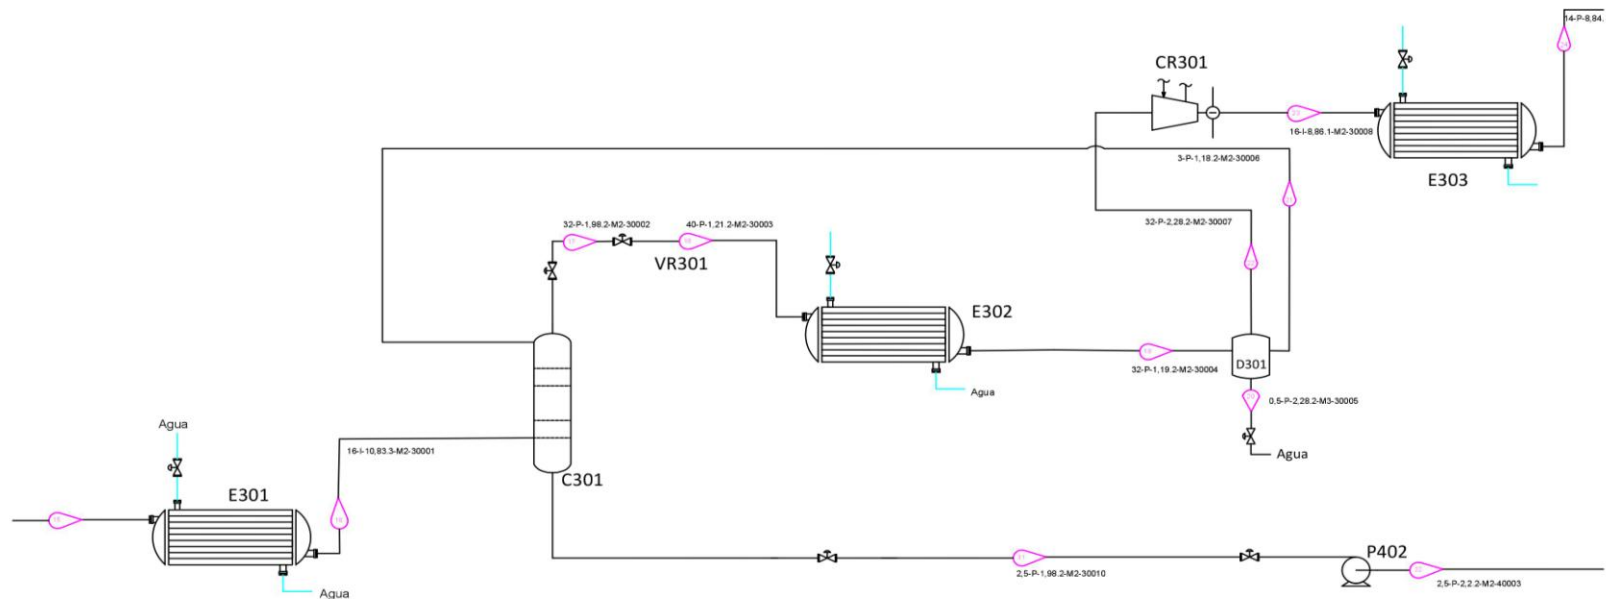 14-P-8,84.
CR301
16-I-8,86.1-M2-30008
E303
3-P-1,18.2-M2-30006
32-P-1,98.2-M2-30002
40-P-1,21.2-M2-30003
32-P-2,28.2-M2-30007
VR301
E302
D301
32-P-1,19.2-M2-30004
Agua
0,5-P-2,28.2-M3-30005
Agua
16-I-10,83.3-M2-30001
Agua
C301
E301
P402
2,5-P-1,98.2-M2-30010
2,5-P-2,2.2-M2-40003
Agua